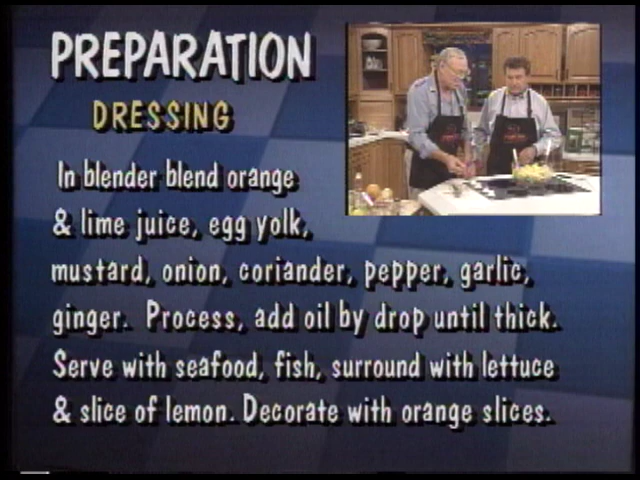 PREPARATION
DRESSING
In blender blend orange
& lime juice, egg yolk,
mustard, onion, coriander, pepper, garlic,
ginger. Process, add oil by drop until thick.
Serve with seafood, fish, surround with lettuce
& slice of lemon. Decorate with orange slices.